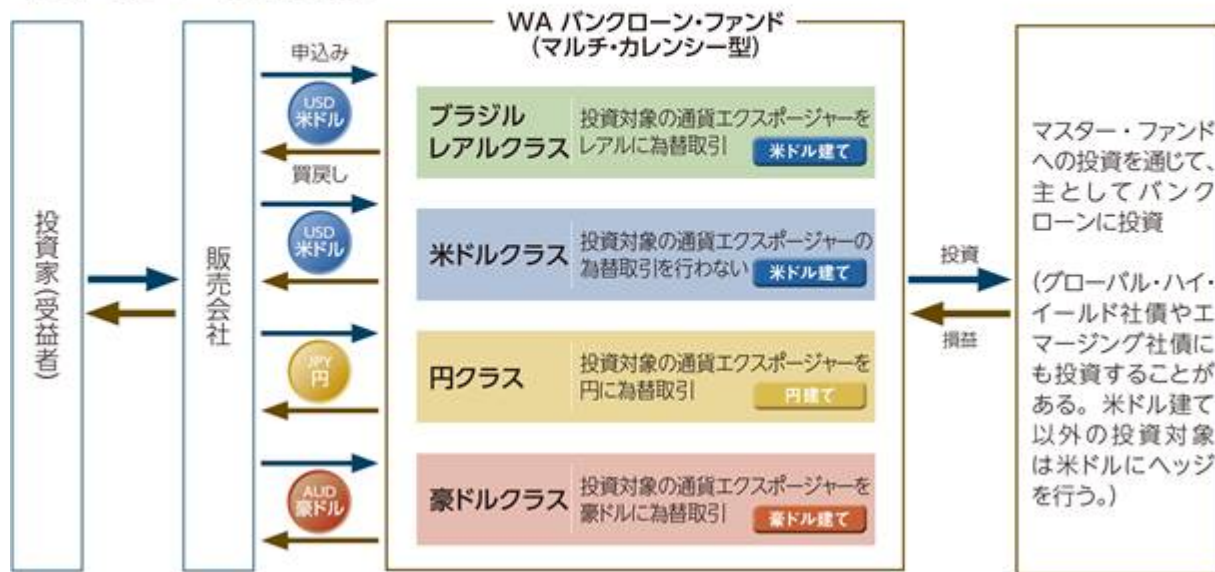 WA バンクローン・ファンド
(マルチ・カレンシー型)
投資家(受益者)
販売会社
申込み
USD
米ドル
買戻し
USD
米ドル
JPY
円
AUD
豪ドル
ブラジル
レアルクラス
投資対象の通貨エクスポージャーを
レアルに為替取引
米ドル建て
米ドルクラス
投資対象の通貨エクスポージャーの
為替取引を行わない
米ドル建て
円クラス
投資対象の通貨エクスポージャーを
円に為替取引
円建て
豪ドルクラス
投資対象の通貨エクスポージャーを
豪ドルに為替取引
豪ドル建て
投資
損益
マスター・ファンド
への投資を通じて、
主としてバンク
ローンに投資
(グローバル・ハイ・
イールド社債やエ
マージング社債に
も投資することが
ある。米ドル建て
以外の投資対象
は米ドルにヘッジ
を行う。)